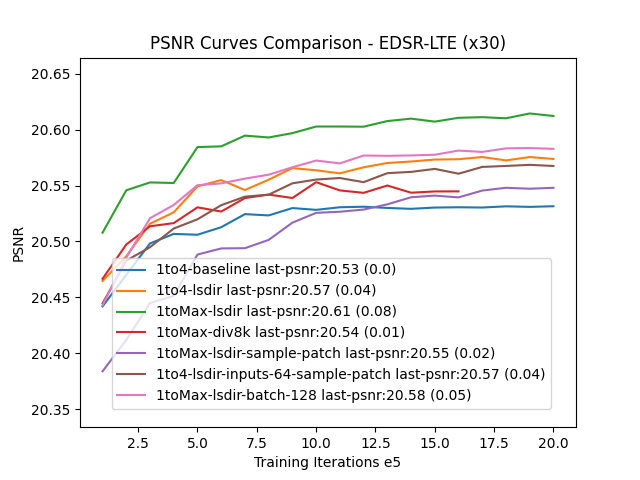 PSNR Curves Comparison - EDSR-LTE (x30)
20.65
20.60
20.55
20.50
20.45
20.40
20.35
PSNR
1to4-baseline last-psnr:20.53 (0.0)
1to4-lsdir last-psnr:20.57 (0.04)
1toMax-lsdir last-psnr:20.61 (0.08)
1toMax-div8k last-psnr:20.54 (0.01)
1toMax-lsdir-sample-patch last-psnr:20.55 (0.02)
1to4-lsdir-inputs-64-sample-patch last-psnr:20.57 (0.04)
1toMax-lsdir-batch-128 last-psnr:20.58 (0.05)
2.5 5.0 7.5 10.0 12.5 15.0 17.5 20.0
Training Iterations e5